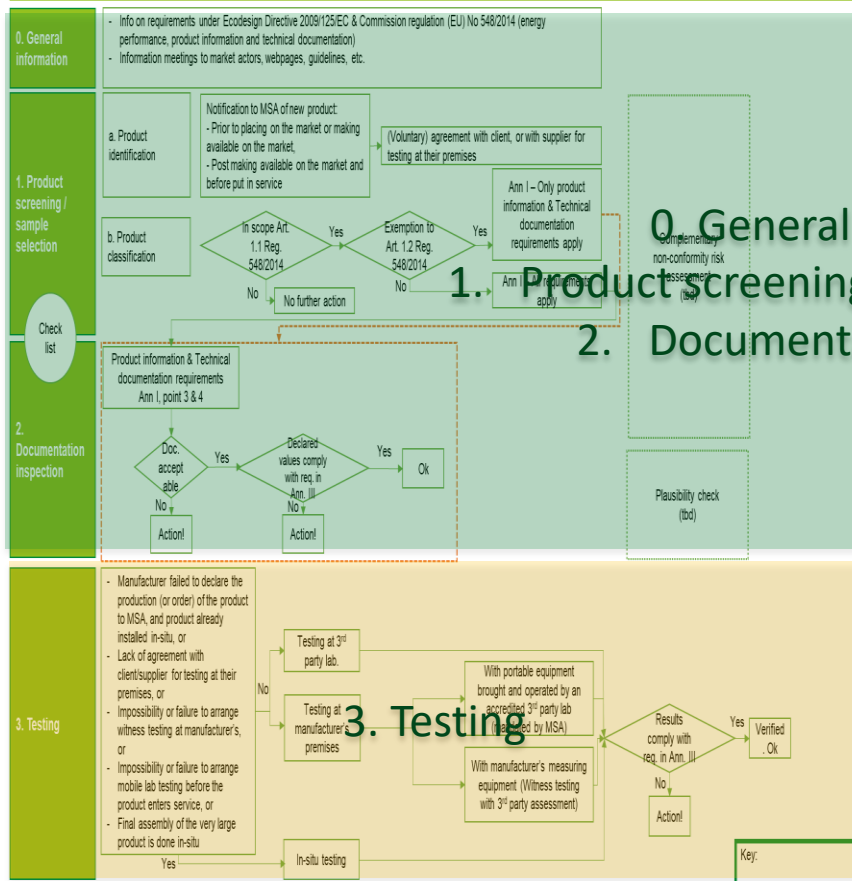 0. General
information
- Info on requirements under Ecodesign Directive 2009/125/EC & Commission regulation (EU) No 548/2014 (energy
performance, product information and technical documentation)
- Information meetings to market actors, webpages, guidelines, etc.
1. Product
screening /
sample
selection
a. Product
identification
Notification to MSA of new product:
- Prior to placing on the market or making
available on the market,
- Post making available on the market and
before put in service
(Voluntary) agreement with client, or with supplier for
testing at their premises
b. Product
classification
In scope Art.
1.1 Reg.
548/2014
Yes
No
No further action
Exemption to
Art. 1.2 Reg.
548/2014
Yes
No
Ann I – Only product
information & Technical
documentation
requirements apply
Ann I – All requirements
apply
Complementary
non-conformity risk
assessment
(tbd)
0. General
1. Product screening
2. Document
Check
list
2.
Documentation
inspection
Product information & Technical
documentation requirements
Ann I, point 3 & 4
Doc.
accept
able
Yes
No
Action!
Declared
values comply
with req. in
Ann. III
Yes
No
Action!
Ok
Plausibility check
(tbd)
3. Testing
- Manufacturer failed to declare the
production (or order) of the product
to MSA, and product already
installed in-situ, or
- Lack of agreement with
client/supplier for testing at their
premises, or
- Impossibility or failure to arrange
witness testing at manufacturer's,
or
- Impossibility or failure to arrange
mobile lab testing before the
product enters service, or
- Final assembly of the very large
product is done in-situ
No
Yes
Testing at 3rd
party lab.
Testing at
manufacturer's
premises
In-situ testing
3. Testing
With portable equipment
brought and operated by an
accredited 3rd party lab
by MSA)
With manufacturer's measuring
equipment (Witness testing
with 3rd party assessment)
Results
comply with
req. in Ann. III
Yes
No
Action!
Verified
. Ok
Key: